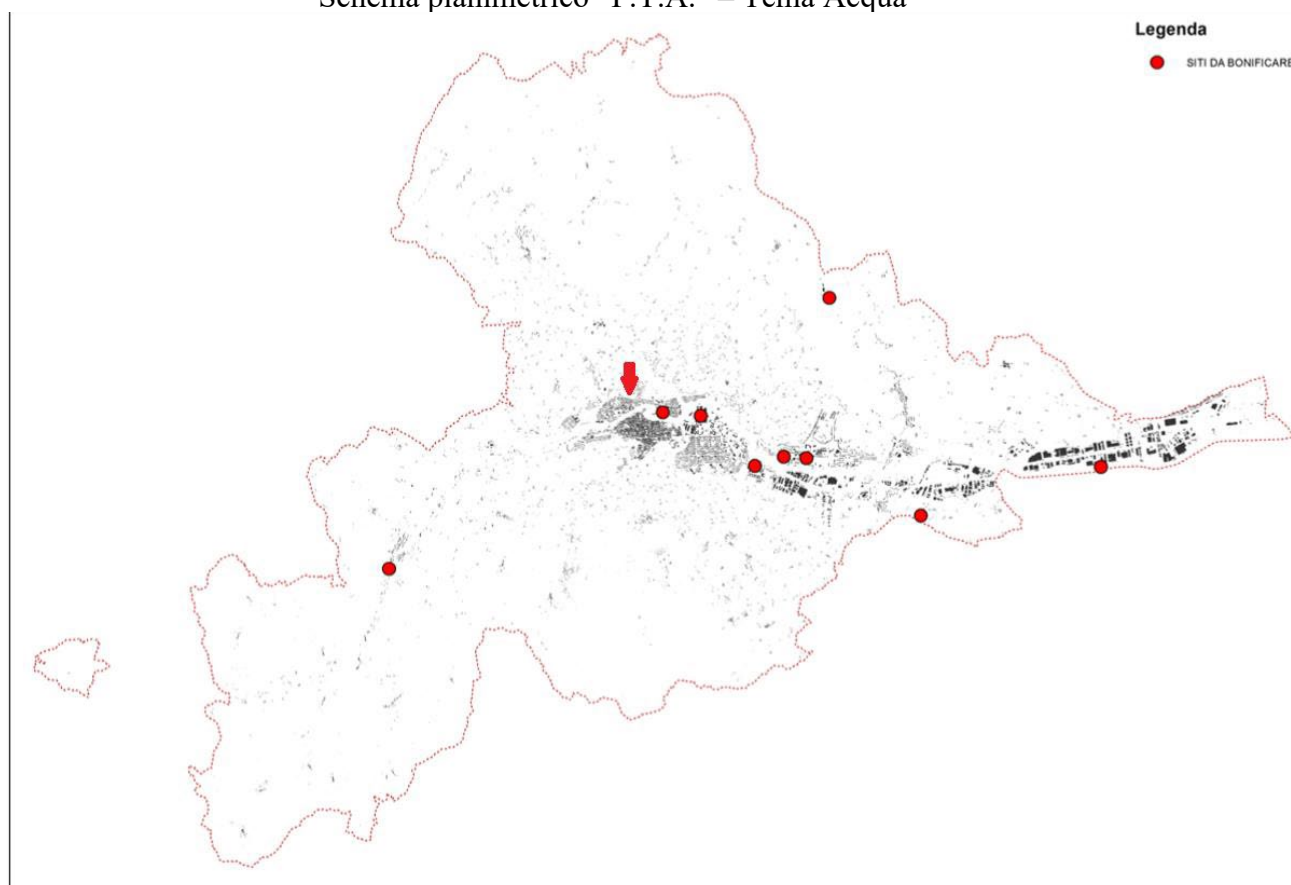 Schema planimetrico "P.T.A." – Tema Acqua
Legenda
SITI DA BONIFICARE